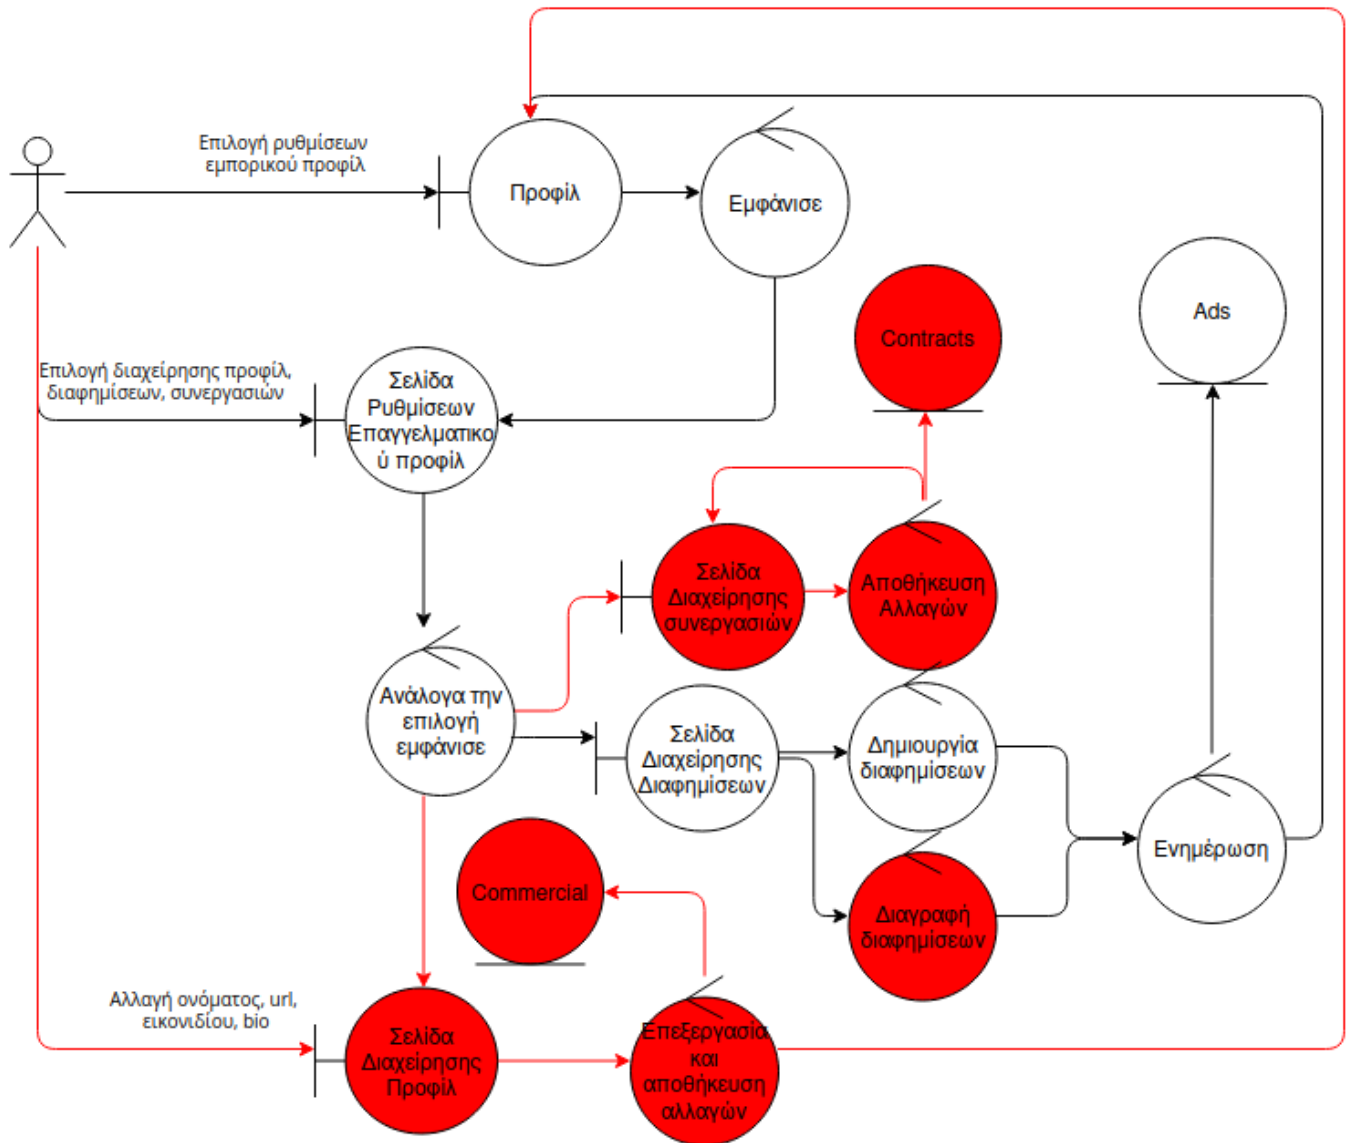 Επιλογή ρυθμίσεων
εμπορικού προφίλ
Προφίλ
Εμφάνισε
Ads
Contracts
Επιλογή διαχείρησης προφίλ,
διαφημίσεων, συνεργασιών
Σελίδα
Ρυθμίσεων
Επαγγελματικο
ύ προφίλ
Σελίδα
Διαχείρησης
συνεργασιών
Αποθήκευση
Αλλαγών
Ανάλογα την
επιλογή
εμφάνισε
Σελίδα
Διαχείρησης
Διαφημίσεων
Δημιουργία
διαφημίσεων
Ενημέρωση
Commercial
Διαγραφή
διαφημίσεων
Αλλαγή ονόματος, url,
εικονιδίου, bio
Σελίδα
Διαχείρησης
Προφίλ
Επεξεργασία
και
αποθήκευση
αλλαγών